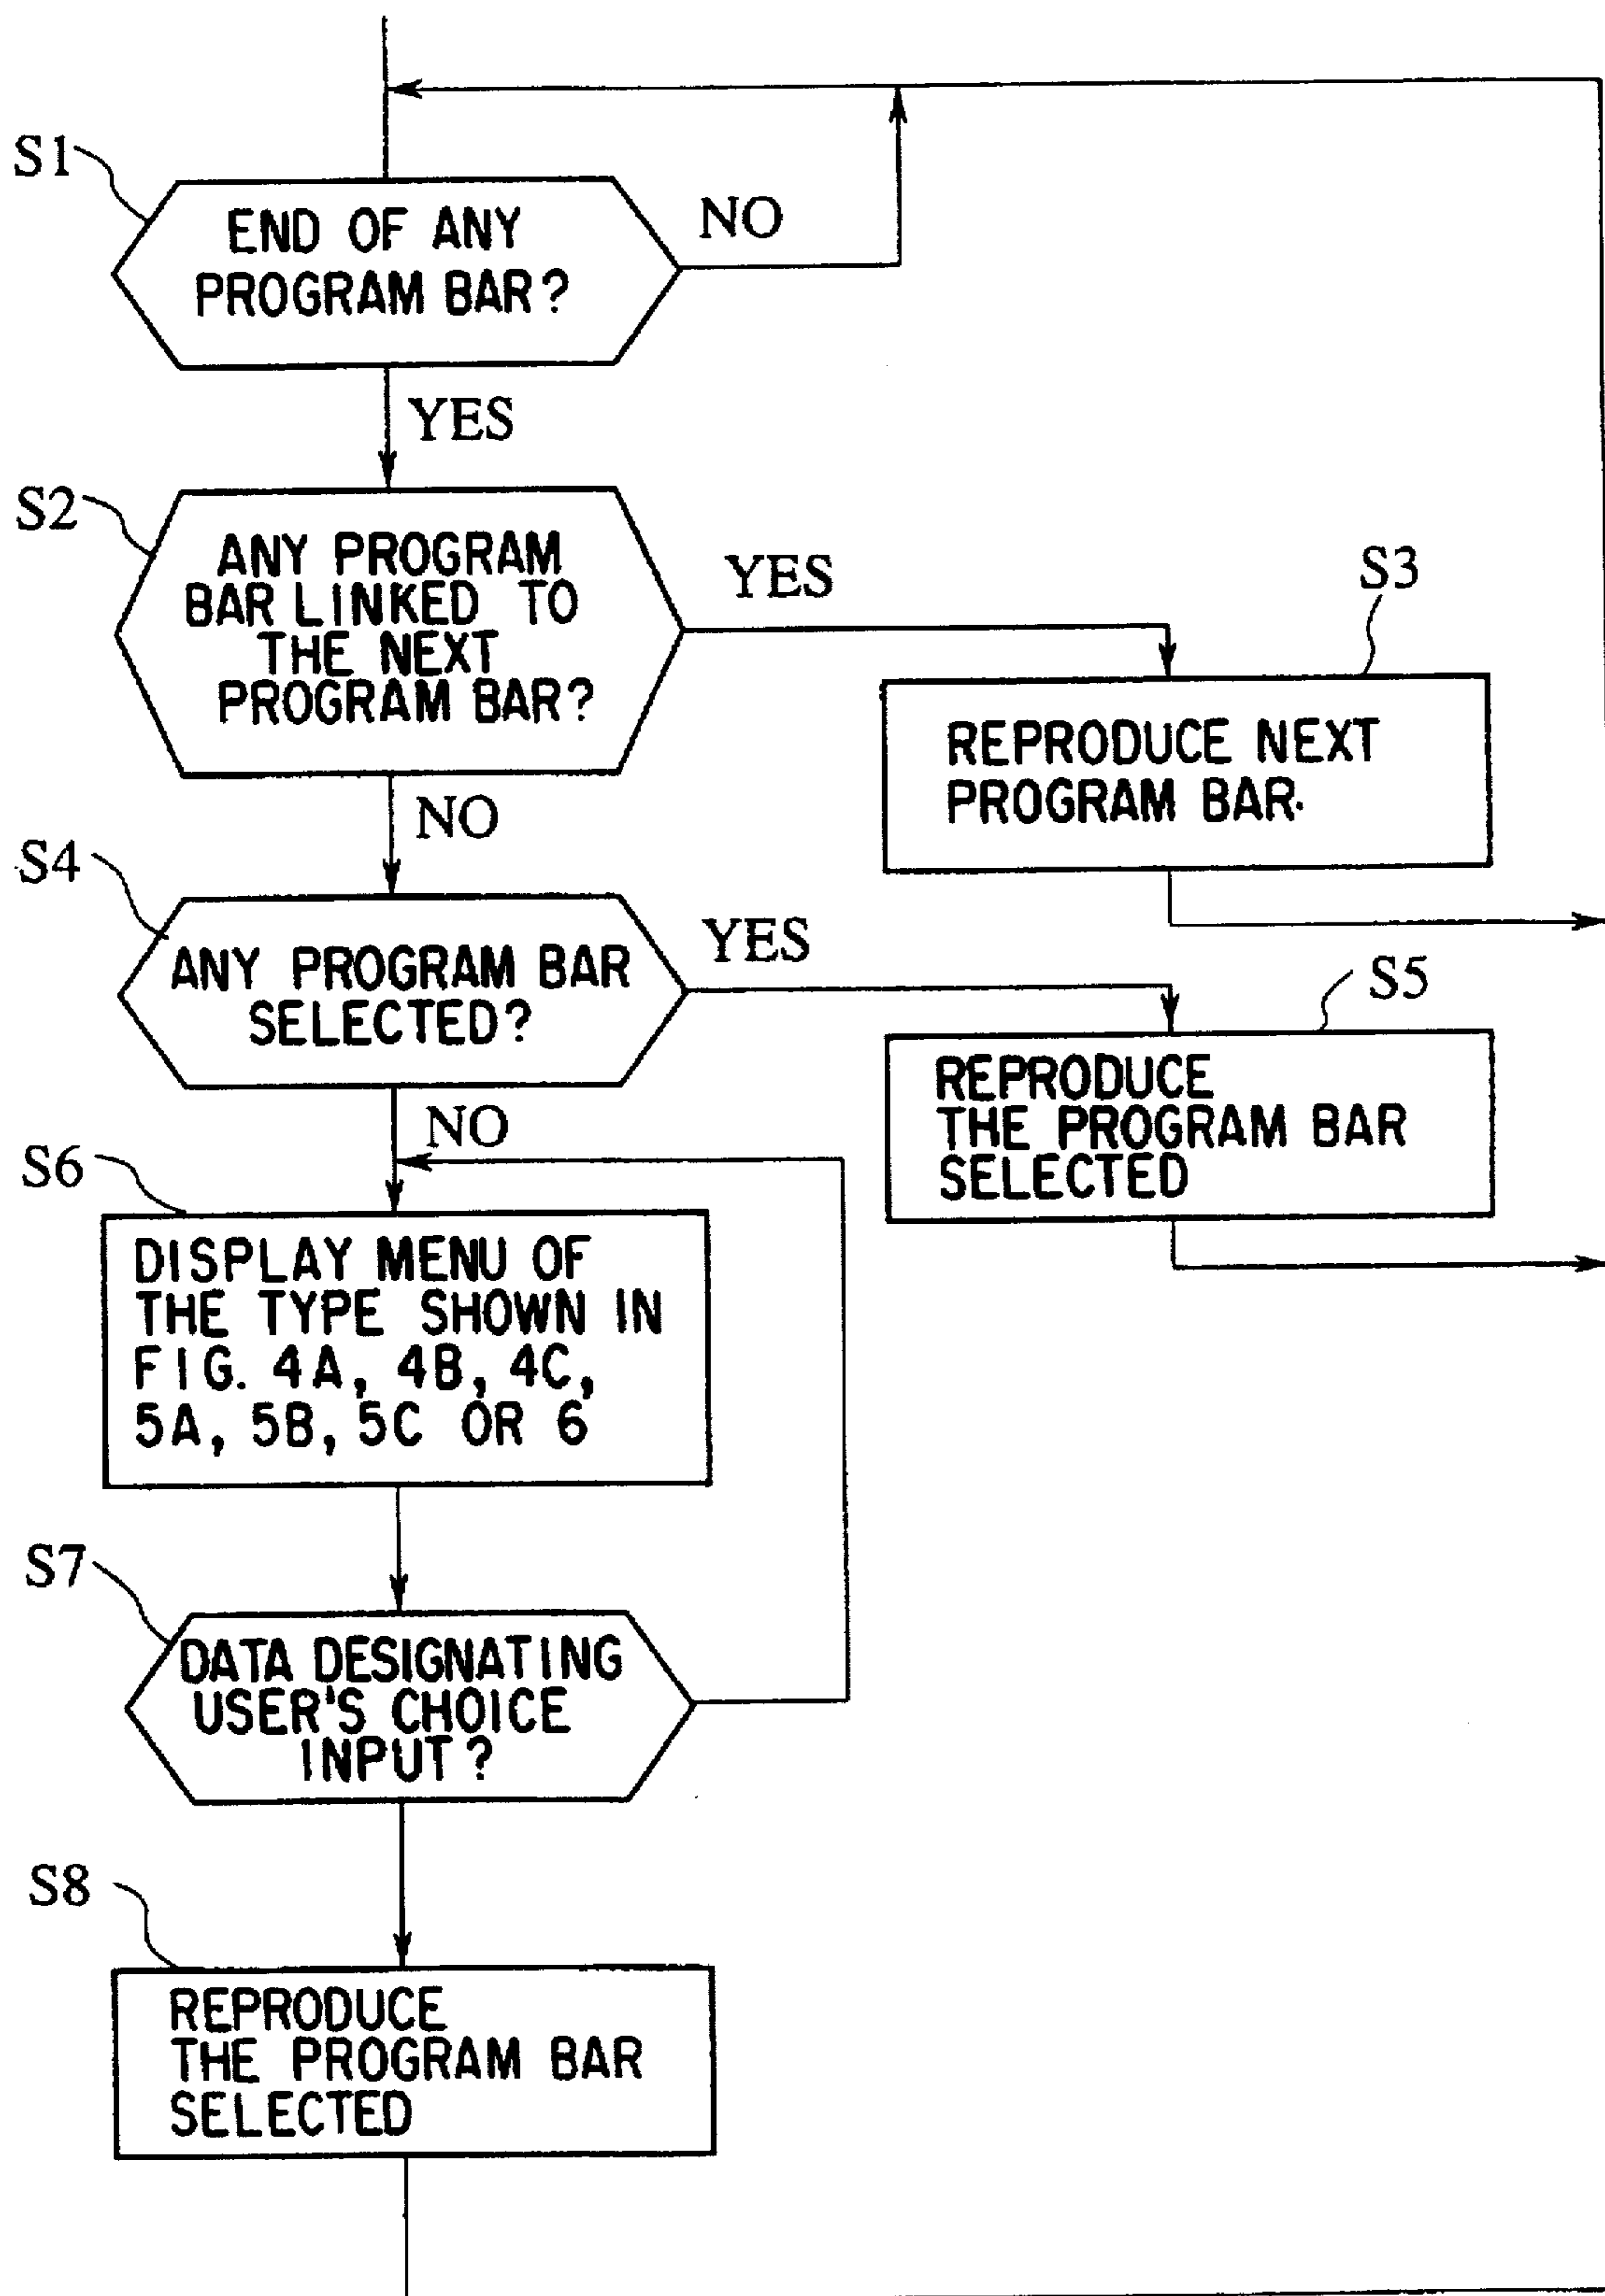 S1
END OF ANY
PROGRAM BAR?
NO
YES
S2
ANY PROGRAM
BAR LINKED TO
THE NEXT
PROGRAM BAR?
YES
S3
REPRODUCE NEXT
PROGRAM BAR.
NO
S4
ANY PROGRAM BAR
SELECTED?
YES
S5
REPRODUCE
THE PROGRAM BAR
SELECTED
NO
S6
DISPLAY MENU OF
THE TYPE SHOWN IN
FIG. 4A, 4B, 4C,
5A, 5B, 5C OR 6
S7
DATA DESIGNATING
USER'S CHOICE
INPUT?
S8
REPRODUCE
THE PROGRAM BAR
SELECTED